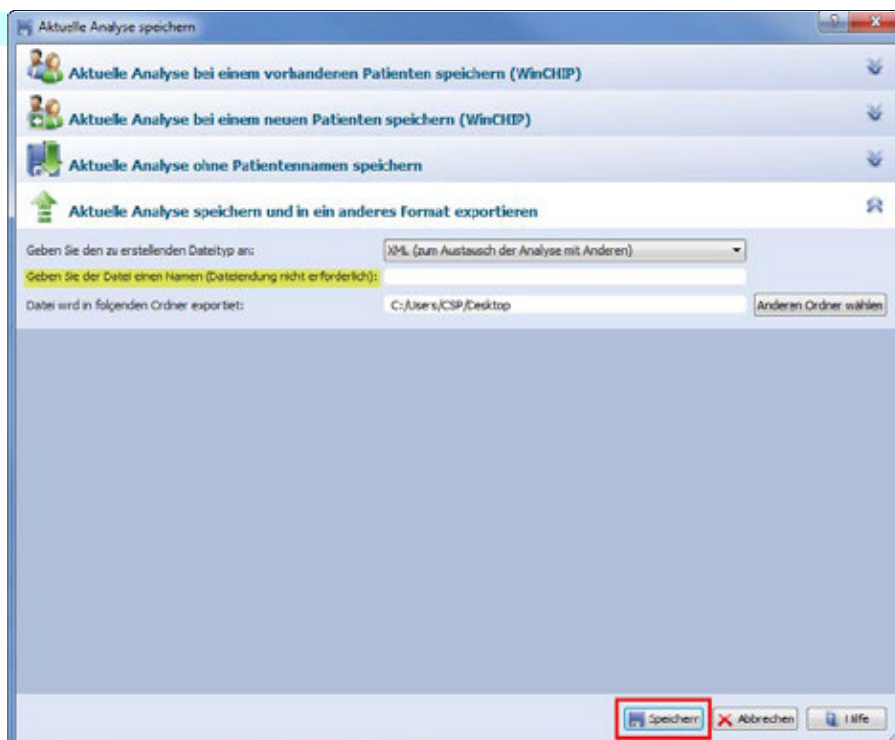 Aktuelle Analyse speichern
Aktuelle Analyse bei einem vorhandenen Patienten speichern (WinCHIP)
Aktuelle Analyse bei einem neuen Patienten speichern (WinCHIP)
Aktuelle Analyse ohne Patientennamen speichern
Aktuelle Analyse speichern und in ein anderes Format exportieren
Geben Sie den zu erstellenden Dateityp an: XML (zum Austausch der Analyse mit Anderen)
Geben Sie der Datei einen Namen (Dateiendung nicht erforderlich):
Datei wird in folgenden Ordner exportiet: C:/Users/CSP/Desktop Anderen Ordner wählen
Speichern Abbrechen Hilfe